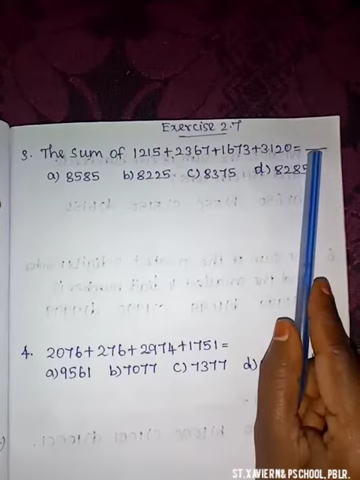 Exercise 2.7
3. The sum of 1215+2367+1673+3120=
a) 8585 b) 8225 c) 8375 d) 8285
4. 2076+276+2974+1751=
a) 9561 b) 7077 c) 7377 d)
ST.XAVIER N& P SCHOOL, PBLR.